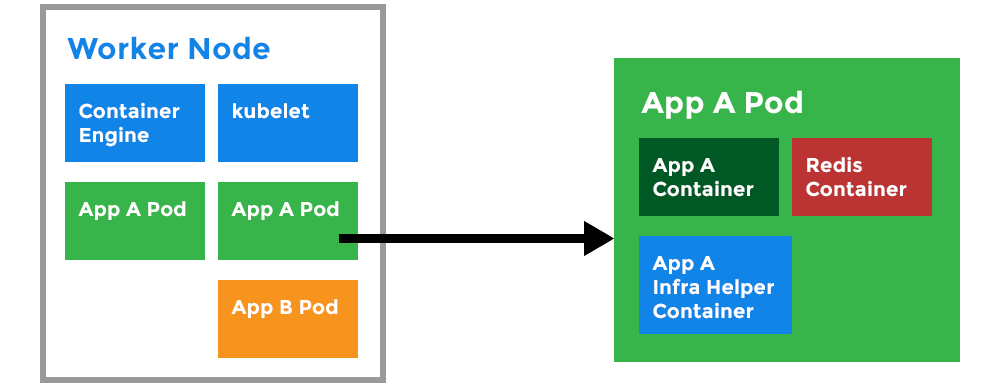 Worker Node
Container
Engine
kubelet
App A Pod
App A Pod
App B Pod
App A Pod
App A
Container
Redis
Container
App A
Infra Helper
Container